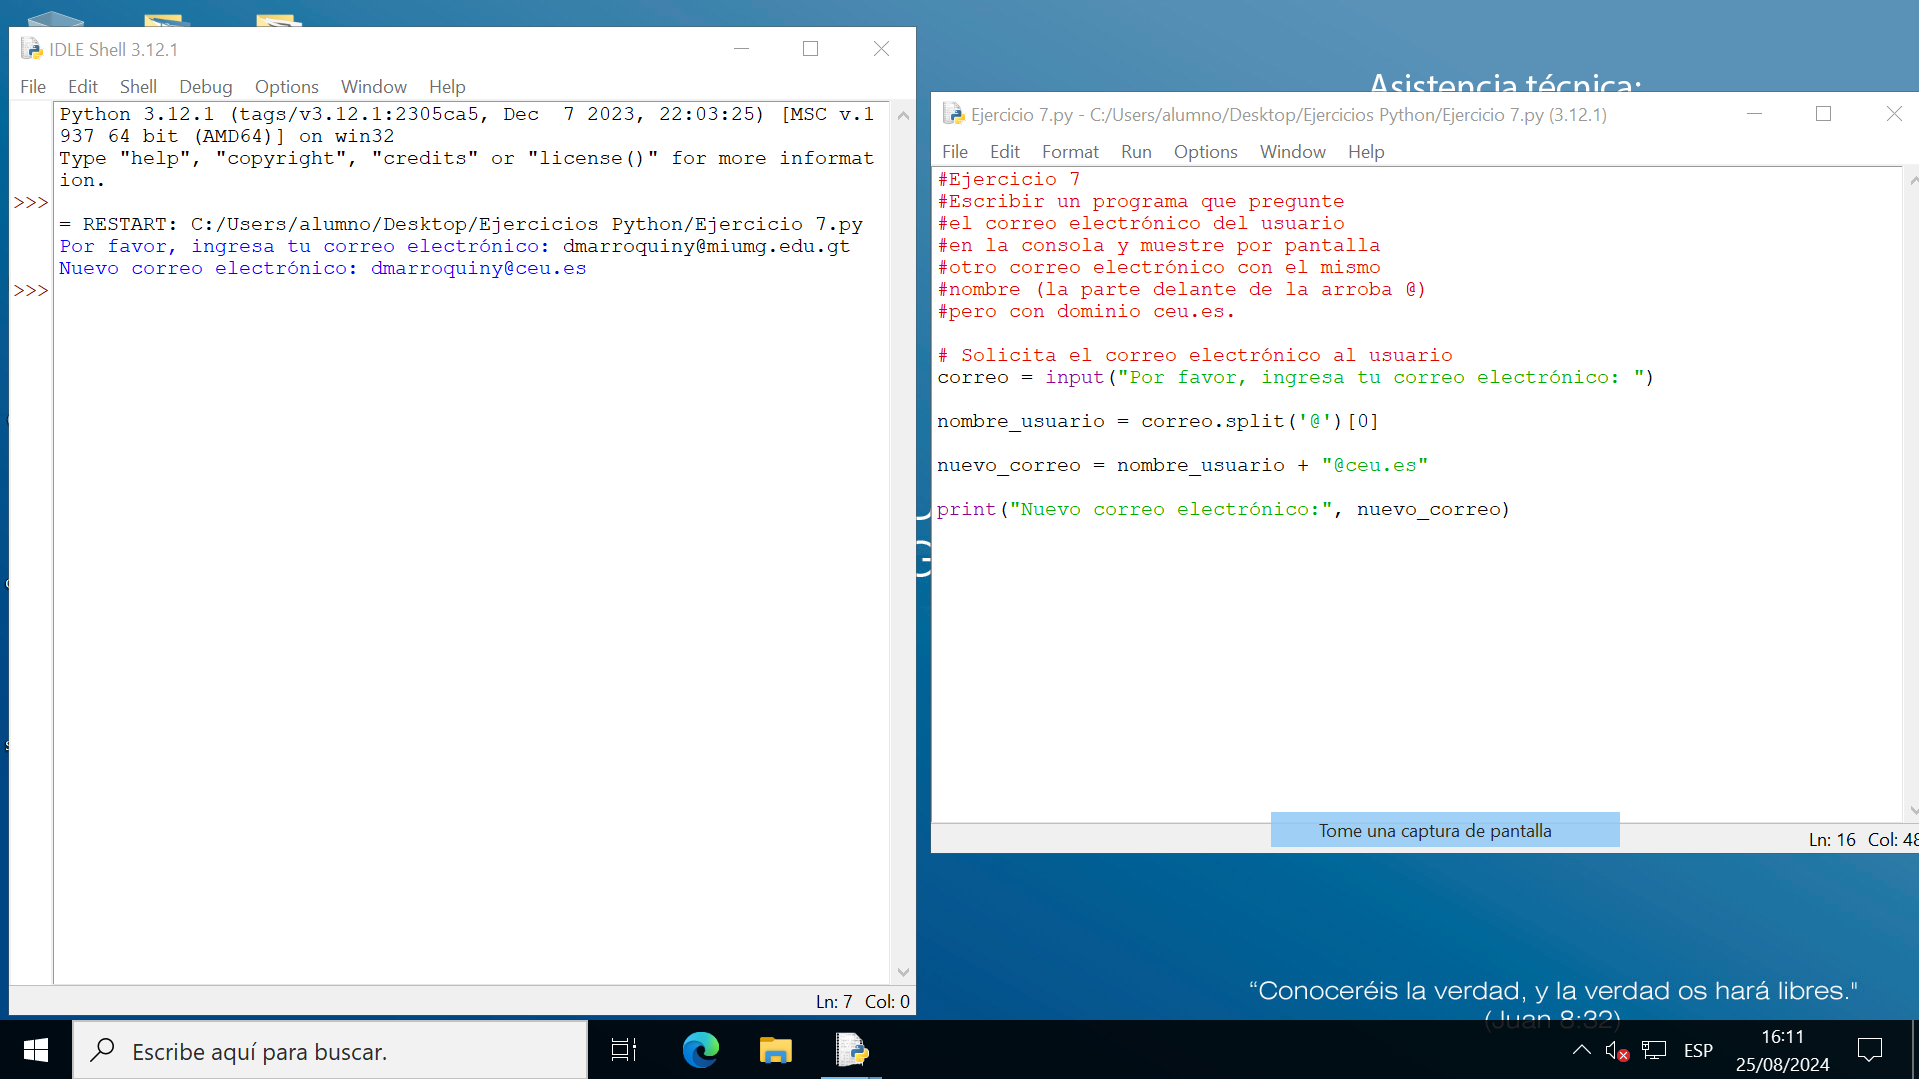 IDLE Shell 3.12.1
File Edit Shell Debug Options Window Help
Python 3.12.1 (tags/v3.12.1:2305ca5, Dec  7 2023, 22:03:25) [MSC v.1
937 64 bit (AMD64)] on win32
Type "help", "copyright", "credits" or "license()" for more informat
ion.
>>>
= RESTART: C:/Users/alumno/Desktop/Ejercicios Python/Ejercicio 7.py
Por favor, ingresa tu correo electrónico: dmarroquiny@miumg.edu.gt
Nuevo correo electrónico: dmarroquiny@ceu.es
>>>
Ln: 7 Col: 0
Asistencia técnica:
Ejercicio 7.py - C:/Users/alumno/Desktop/Ejercicios Python/Ejercicio 7.py (3.12.1)
File Edit Format Run Options Window Help
#Ejercicio 7
#Escribir un programa que pregunte
#el correo electrónico del usuario
#en la consola y muestre por pantalla
#otro correo electrónico con el mismo
#nombre (la parte delante de la arroba @)
#pero con dominio ceu.es.
# Solicita el correo electrónico al usuario
correo = input("Por favor, ingresa tu correo electrónico: ")
nombre_usuario = correo.split('@')[0]
nuevo_correo = nombre_usuario + "@ceu.es"
print("Nuevo correo electrónico:", nuevo_correo)
Tome una captura de pantalla
Ln: 16 Col: 48
“Conoceréis la verdad, y la verdad os hará libres."
(Juan 8:32)
Escribe aquí para buscar.
ESP
16:11
25/08/2024